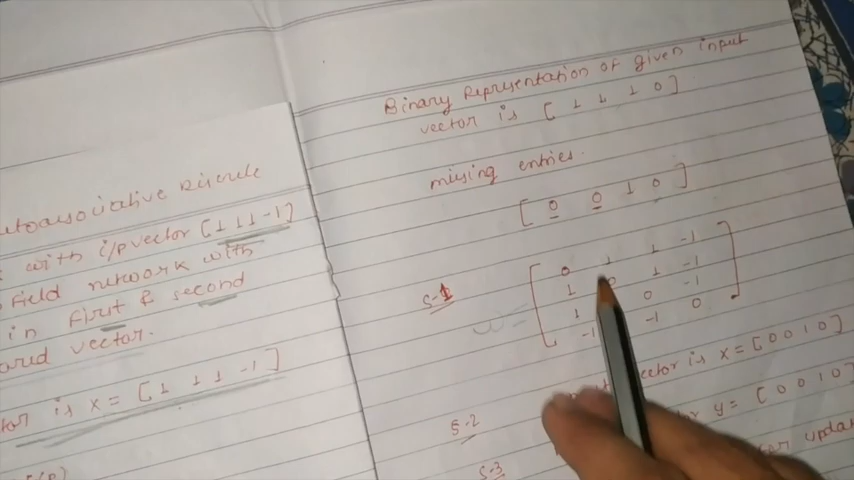 Discrete
with i/p vector [1 1 1 -1]
field network with
in first & second
vector.
is x = [1 1 1 -1]
Binary Representation of given input
vector is [1 1 1 0]
missing entries.
[0 0 1 0]
S-1
0 1 1 -1
1 0 1 -1
1 0 -1
-1 -1 0
S-2
vector is x = [0 0 1 0]
y = [0 0 1 0]
S-3